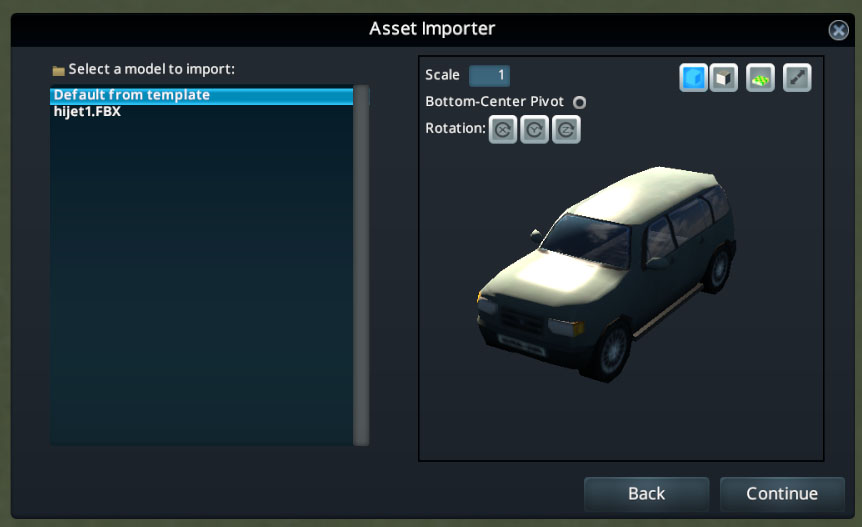 Asset Importer
Select a model to import:
Default from template
hijet1.FBX
Scale 1
Bottom-Center Pivot
Rotation: X Y Z
Back
Continue